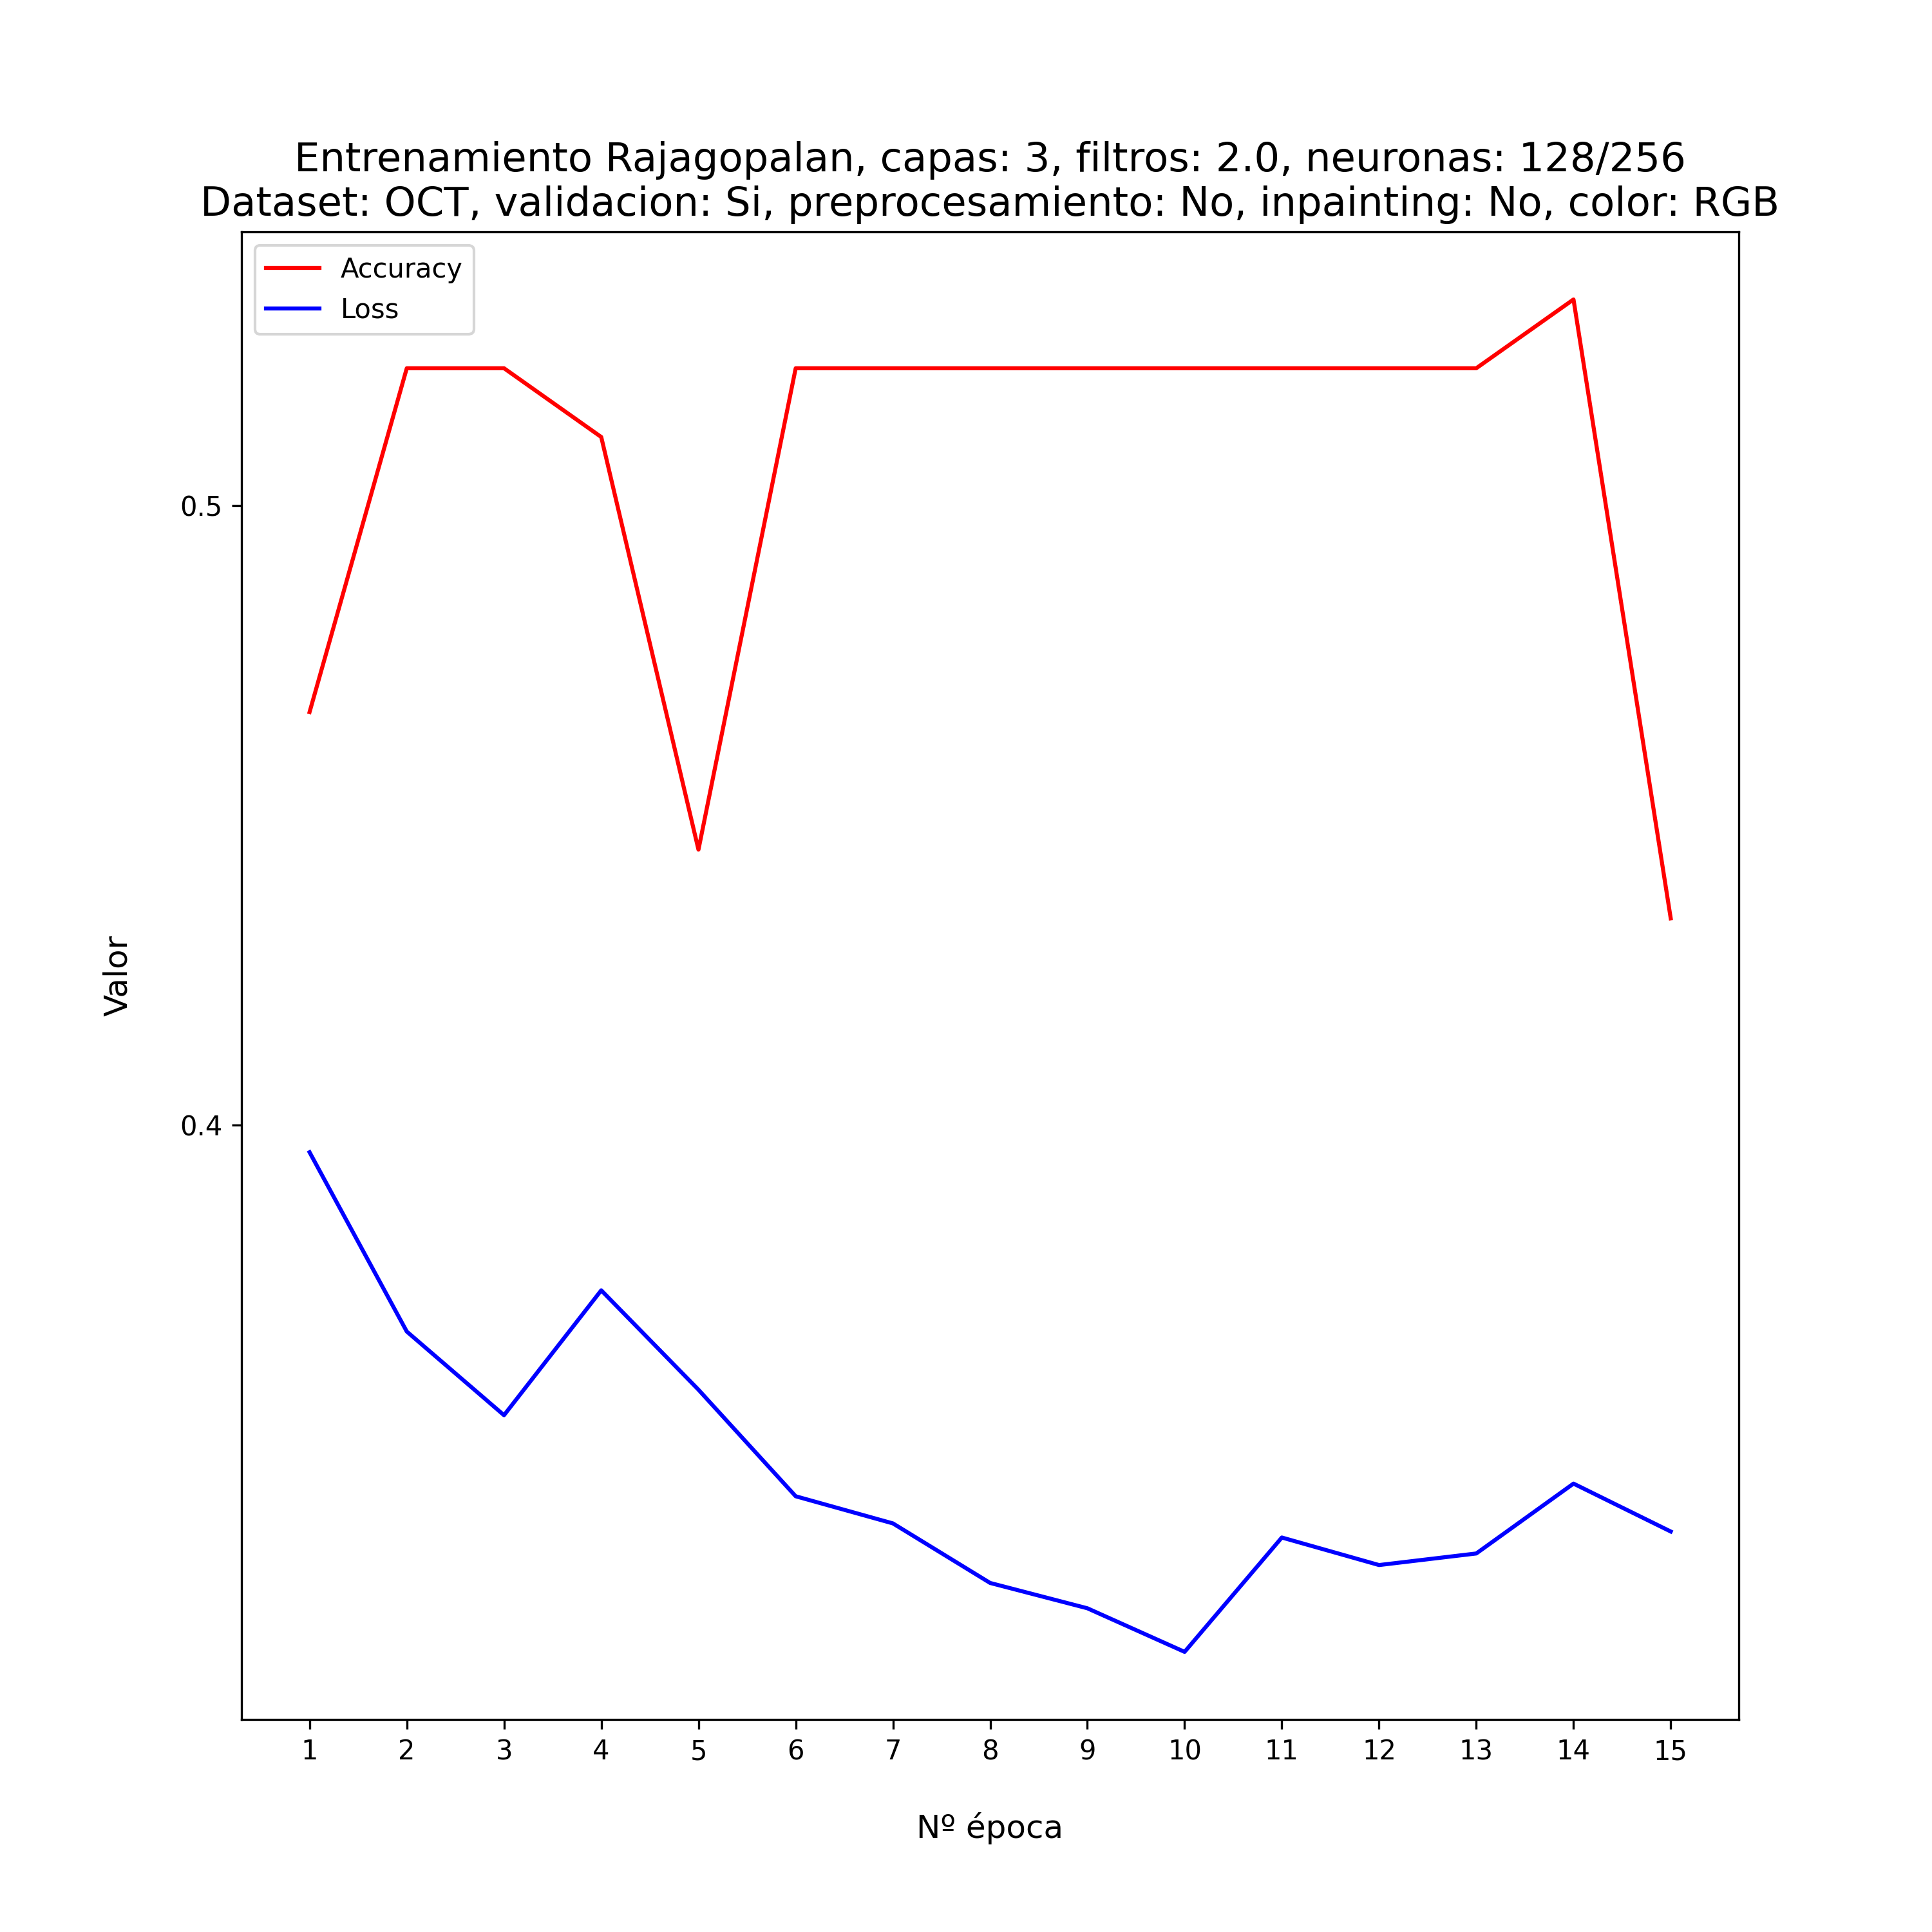 Entrenamiento Rajagopalan, capas: 3, filtros: 2.0, neuronas: 128/256
Dataset: OCT, validacion: Si, preprocesamiento: No, inpainting: No, color: RGB
Accuracy
Loss
0.5
0.4
Valor
1 2 3 4 5 6 7 8 9 10 11 12 13 14 15
Nº época